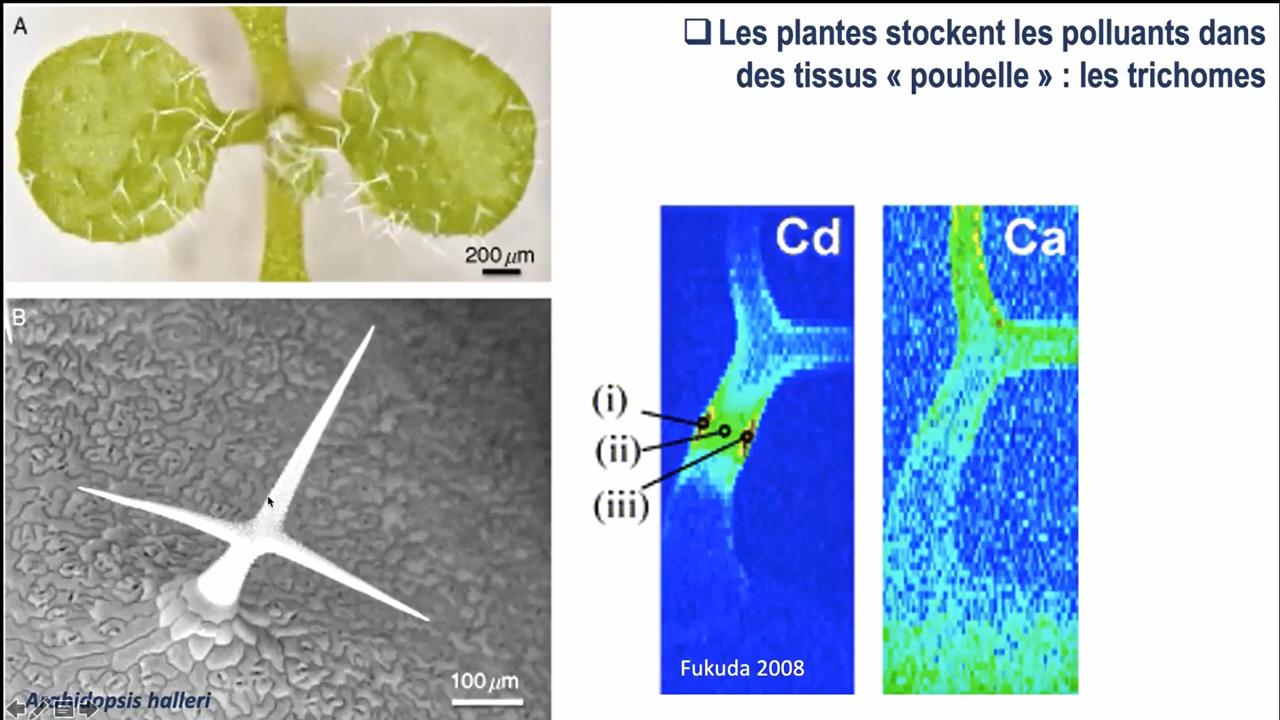 A
❑ Les plantes stockent les polluants dans
des tissus « poubelle » : les trichomes
200 µm
B
Arabidopsis halleri
100 µm
Cd
Ca
(i)
(ii)
(iii)
Fukuda 2008